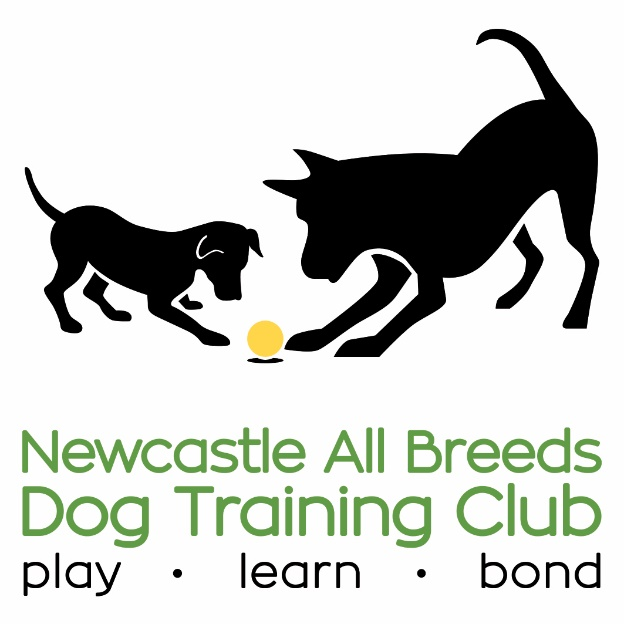 Newcastle All Breeds
Dog Training Club
play • learn • bond